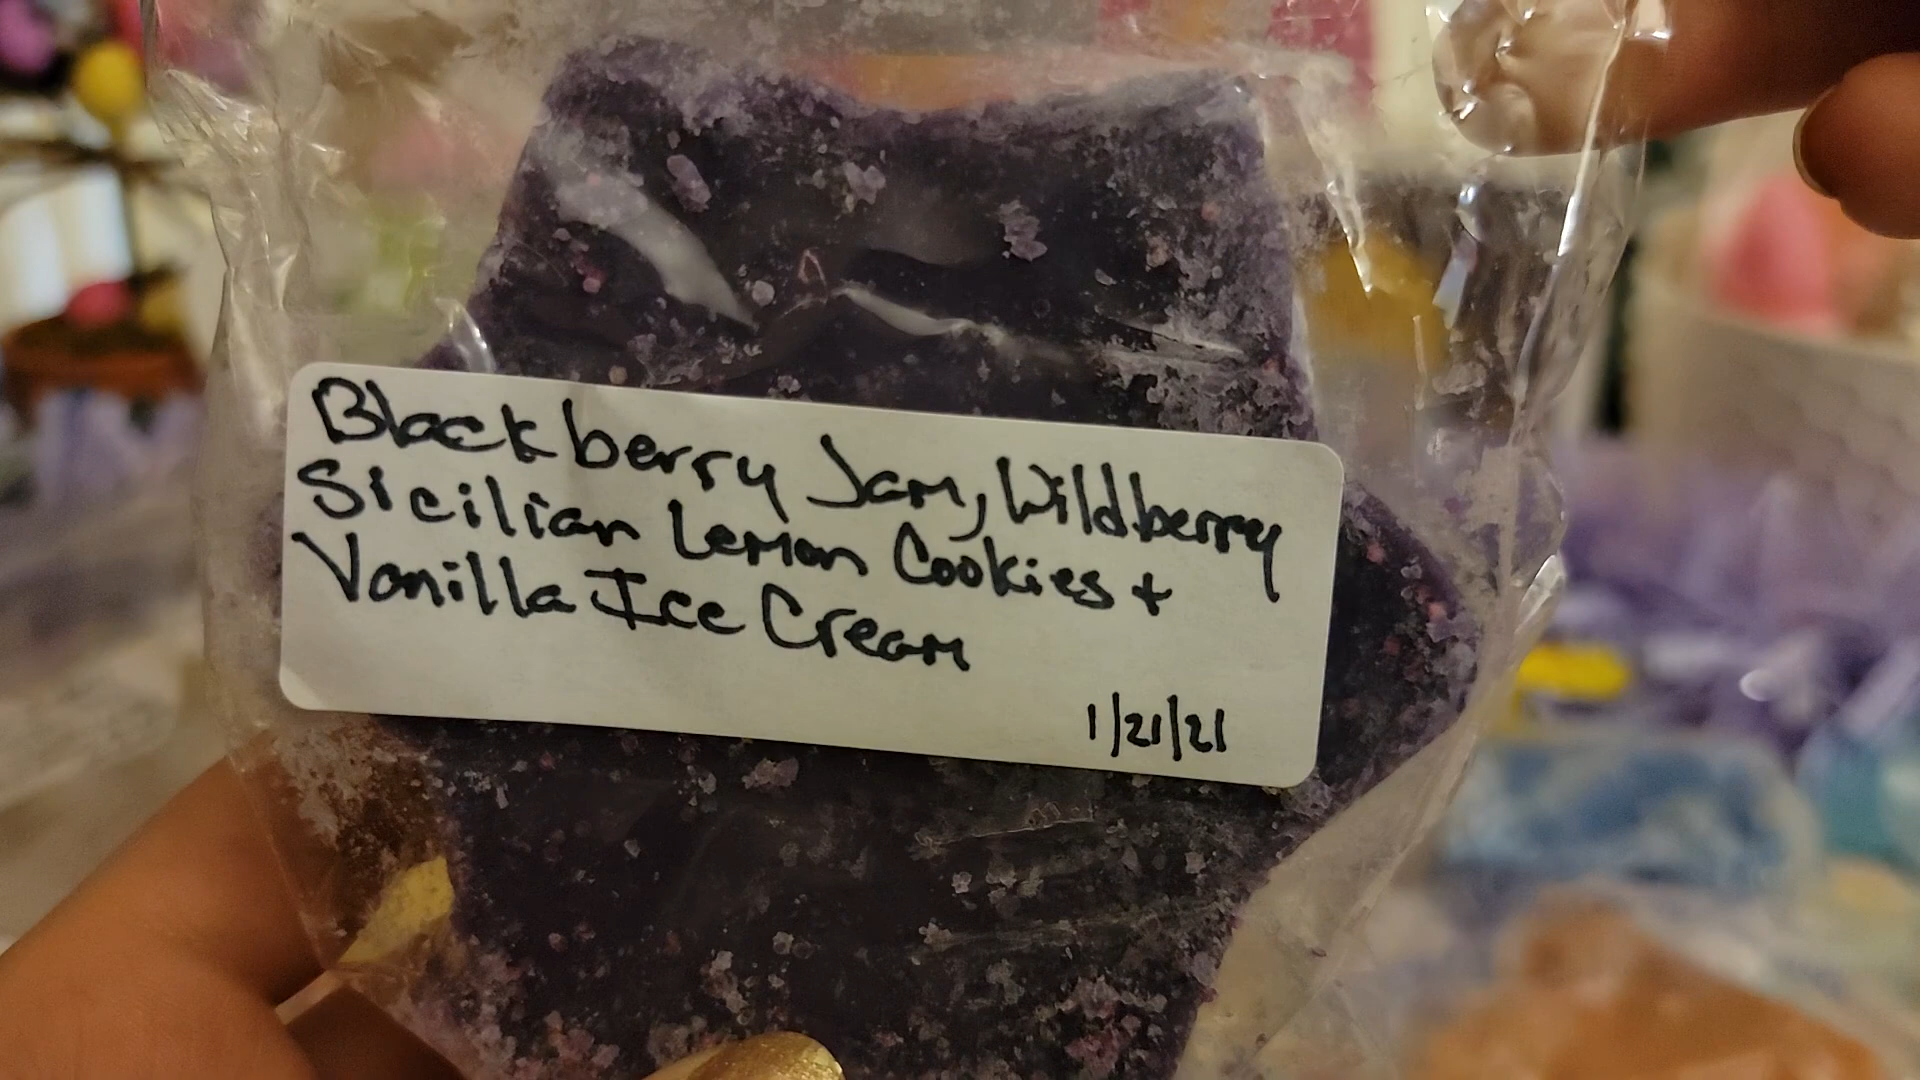 Blackberry Jam, Wildberry
Sicilian Lemon Cookies +
Vanilla Ice Cream
1/21/21